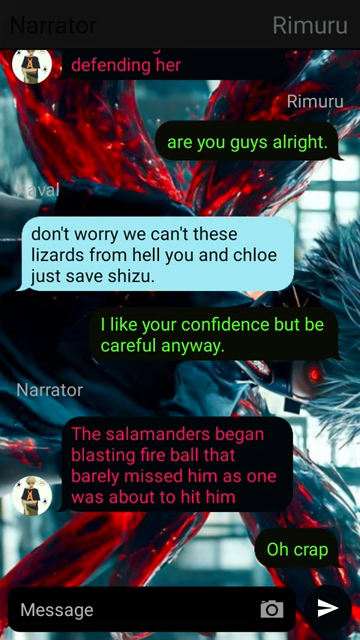 Narrator
Rimuru
defending her
Rimuru
are you guys alright.
don't worry we can't these
lizards from hell you and chloe
just save shizu.
I like your confidence but be
careful anyway.
Narrator
The salamanders began
blasting fire ball that
barely missed him as one
was about to hit him
Oh crap
Message